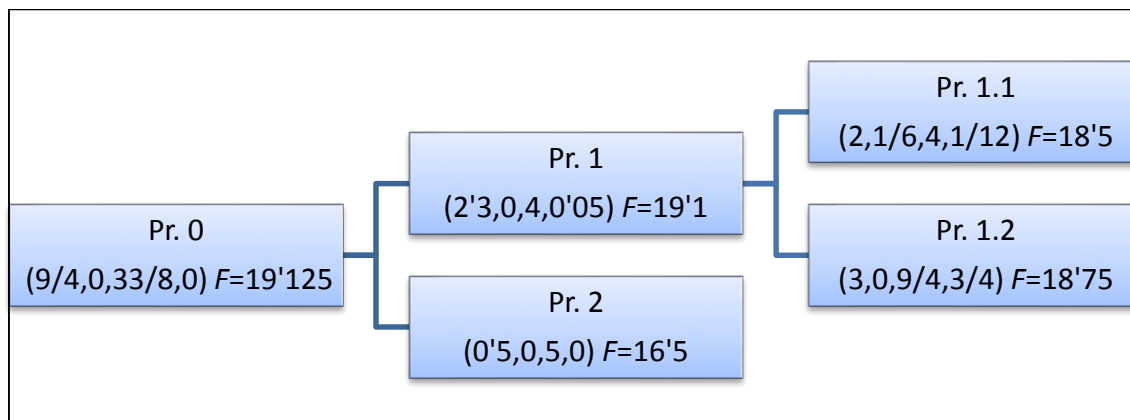 Pr. 0
(9/4,0,33/8,0) F=19'125
Pr. 1
(2'3,0,4,0'05) F=19'1
Pr. 2
(0'5,0,5,0) F=16'5
Pr. 1.1
(2,1/6,4,1/12) F=18'5
Pr. 1.2
(3,0,9/4,3/4) F=18'75